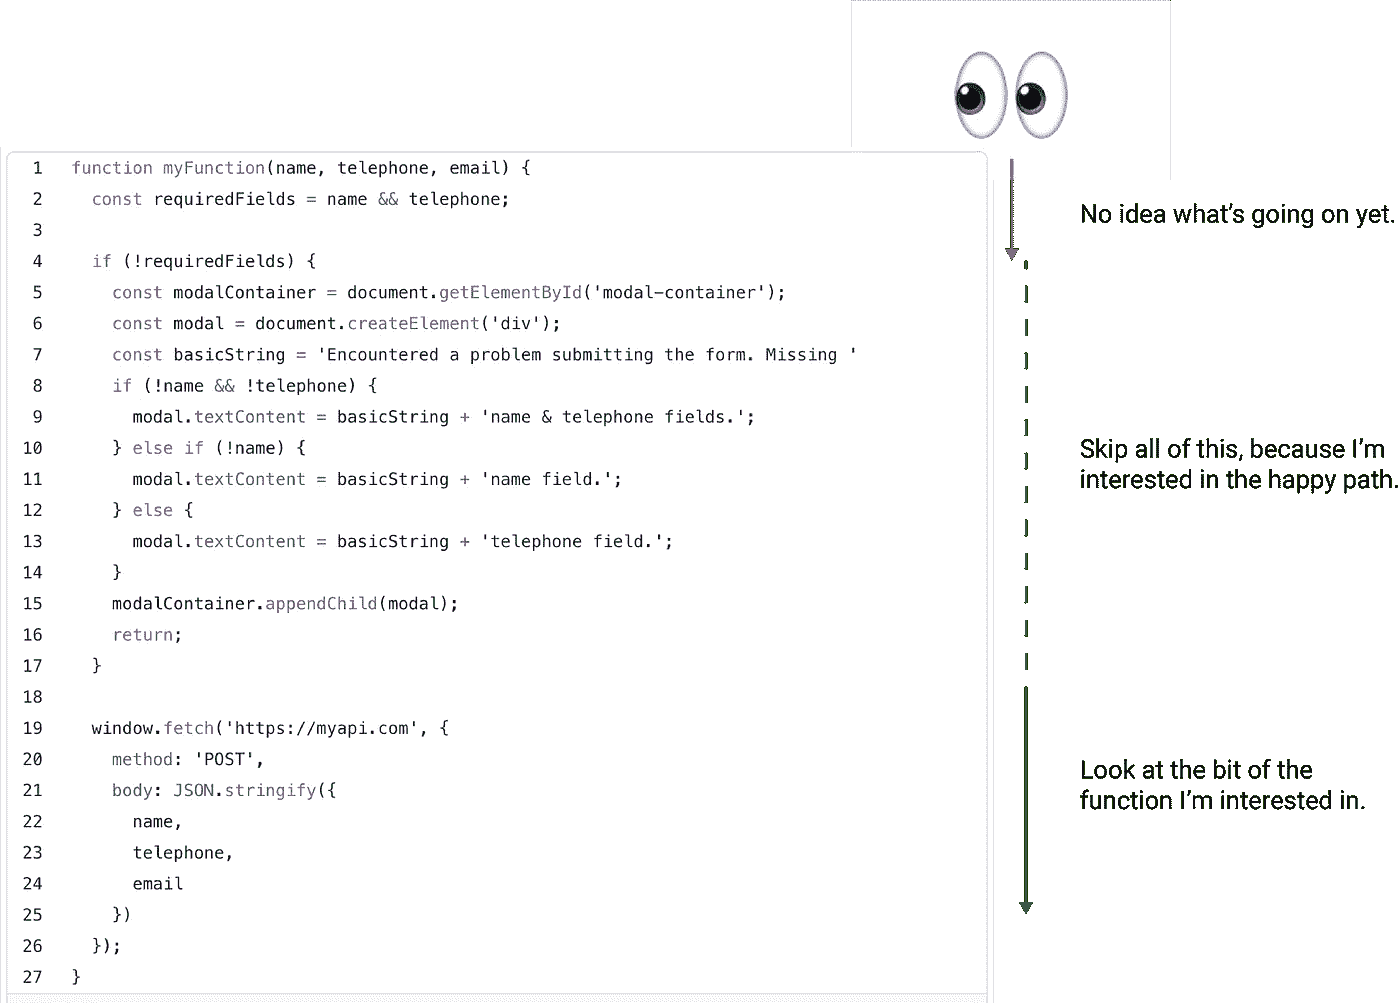 1 function myFunction(name, telephone, email) {
2   const requiredFields = name && telephone;
3
4   if (!requiredFields) {
5     const modalContainer = document.getElementById('modal-container');
6     const modal = document.createElement('div');
7     const basicString = 'Encountered a problem submitting the form. Missing '
8     if (!name && !telephone) {
9       modal.textContent = basicString + 'name & telephone fields.';
10     } else if (!name) {
11       modal.textContent = basicString + 'name field.';
12     } else {
13       modal.textContent = basicString + 'telephone field.';
14     }
15     modalContainer.appendChild(modal);
16     return;
17   }
18
19   window.fetch('https://myapi.com', {
20     method: 'POST',
21     body: JSON.stringify({
22       name,
23       telephone,
24       email
25     })
26   });
27 }
No idea what's going on yet.
Skip all of this, because I'm
interested in the happy path.
Look at the bit of the
function I'm interested in.